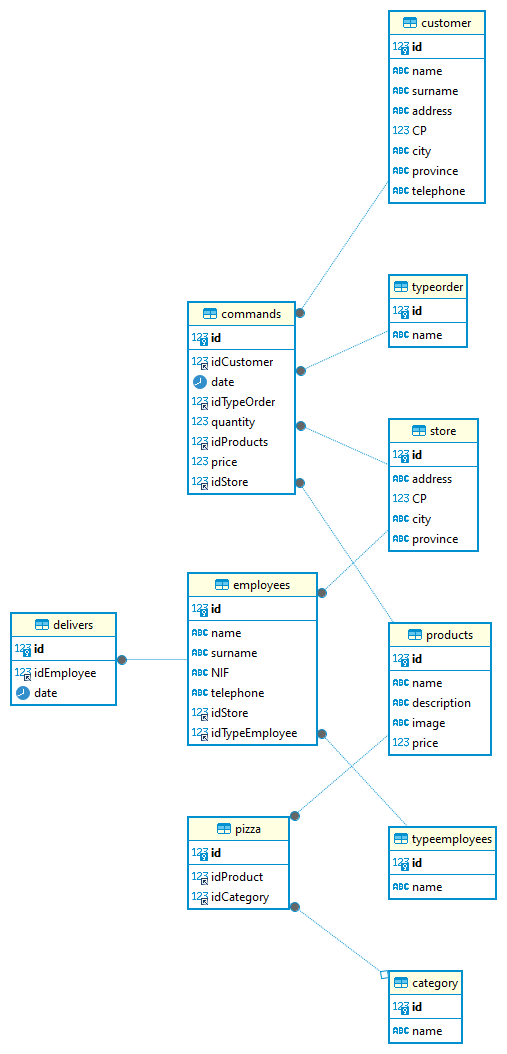 customer
123 id
ABC name
ABC surname
ABC address
123 CP
ABC city
ABC province
ABC telephone
typeorder
123 id
ABC name
commands
123 id
123 idCustomer
date
123 idTypeOrder
123 quantity
123 idProducts
123 price
123 idStore
store
123 id
ABC address
123 CP
ABC city
ABC province
employees
123 id
ABC name
ABC surname
ABC NIF
ABC telephone
123 idStore
123 idTypeEmployee
delivers
123 id
123 idEmployee
date
products
123 id
ABC name
ABC description
ABC image
123 price
pizza
123 id
123 idProduct
123 idCategory
typeemployees
123 id
ABC name
category
123 id
ABC name